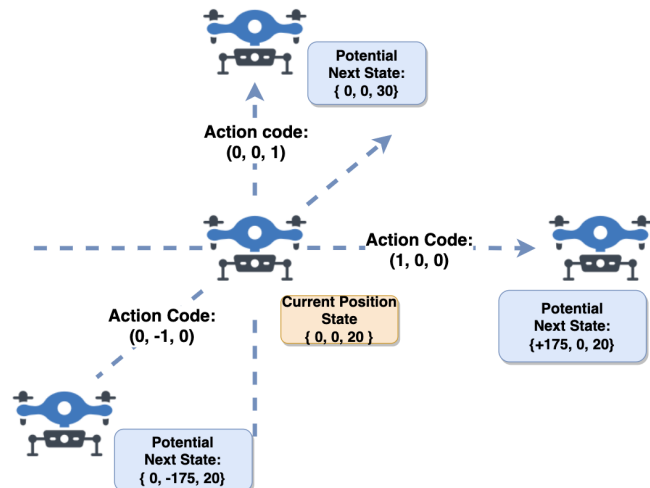 Potential
Next State:
{ 0, 0, 30}
Action code:
(0, 0, 1)
Action Code:
(1, 0, 0)
Current Position
State
{ 0, 0, 20 }
Potential
Next State:
{+175, 0, 20}
Action Code:
(0, -1, 0)
Potential
Next State:
{ 0, -175, 20}